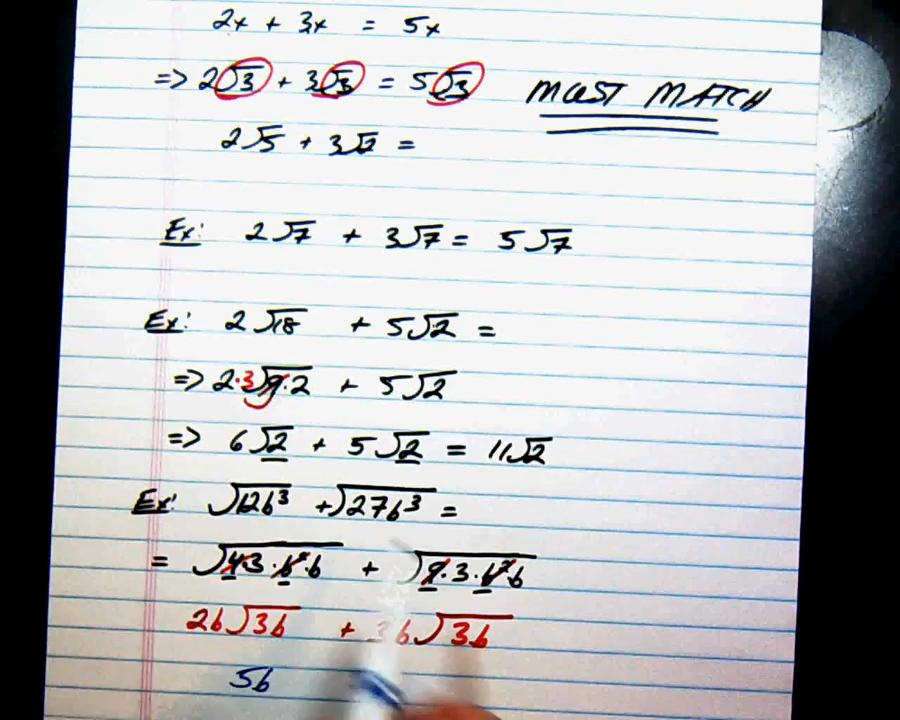 2x + 3x = 5x
=> 2√3 + 3√3 = 5√3 MUST MATCH
2√5 + 3√2 =
Ex: 2√7 + 3√7 = 5√7
Ex: 2√18 + 5√2 =
=> 2·3√9·2 + 5√2
=> 6√2 + 5√2 = 11√2
Ex: √12b³ + √27b³ =
= √4·3·b²·b + √9·3·b²·b
2b√3b + 3b√3b
5b